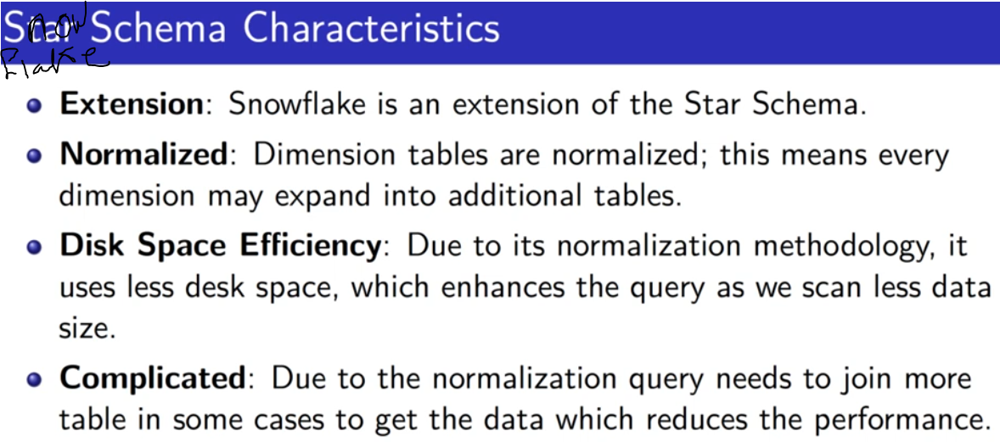 Star Schema Characteristics
now
flake
Extension: Snowflake is an extension of the Star Schema.
Normalized: Dimension tables are normalized; this means every
dimension may expand into additional tables.
Disk Space Efficiency: Due to its normalization methodology, it
uses less desk space, which enhances the query as we scan less data
size.
Complicated: Due to the normalization query needs to join more
table in some cases to get the data which reduces the performance.